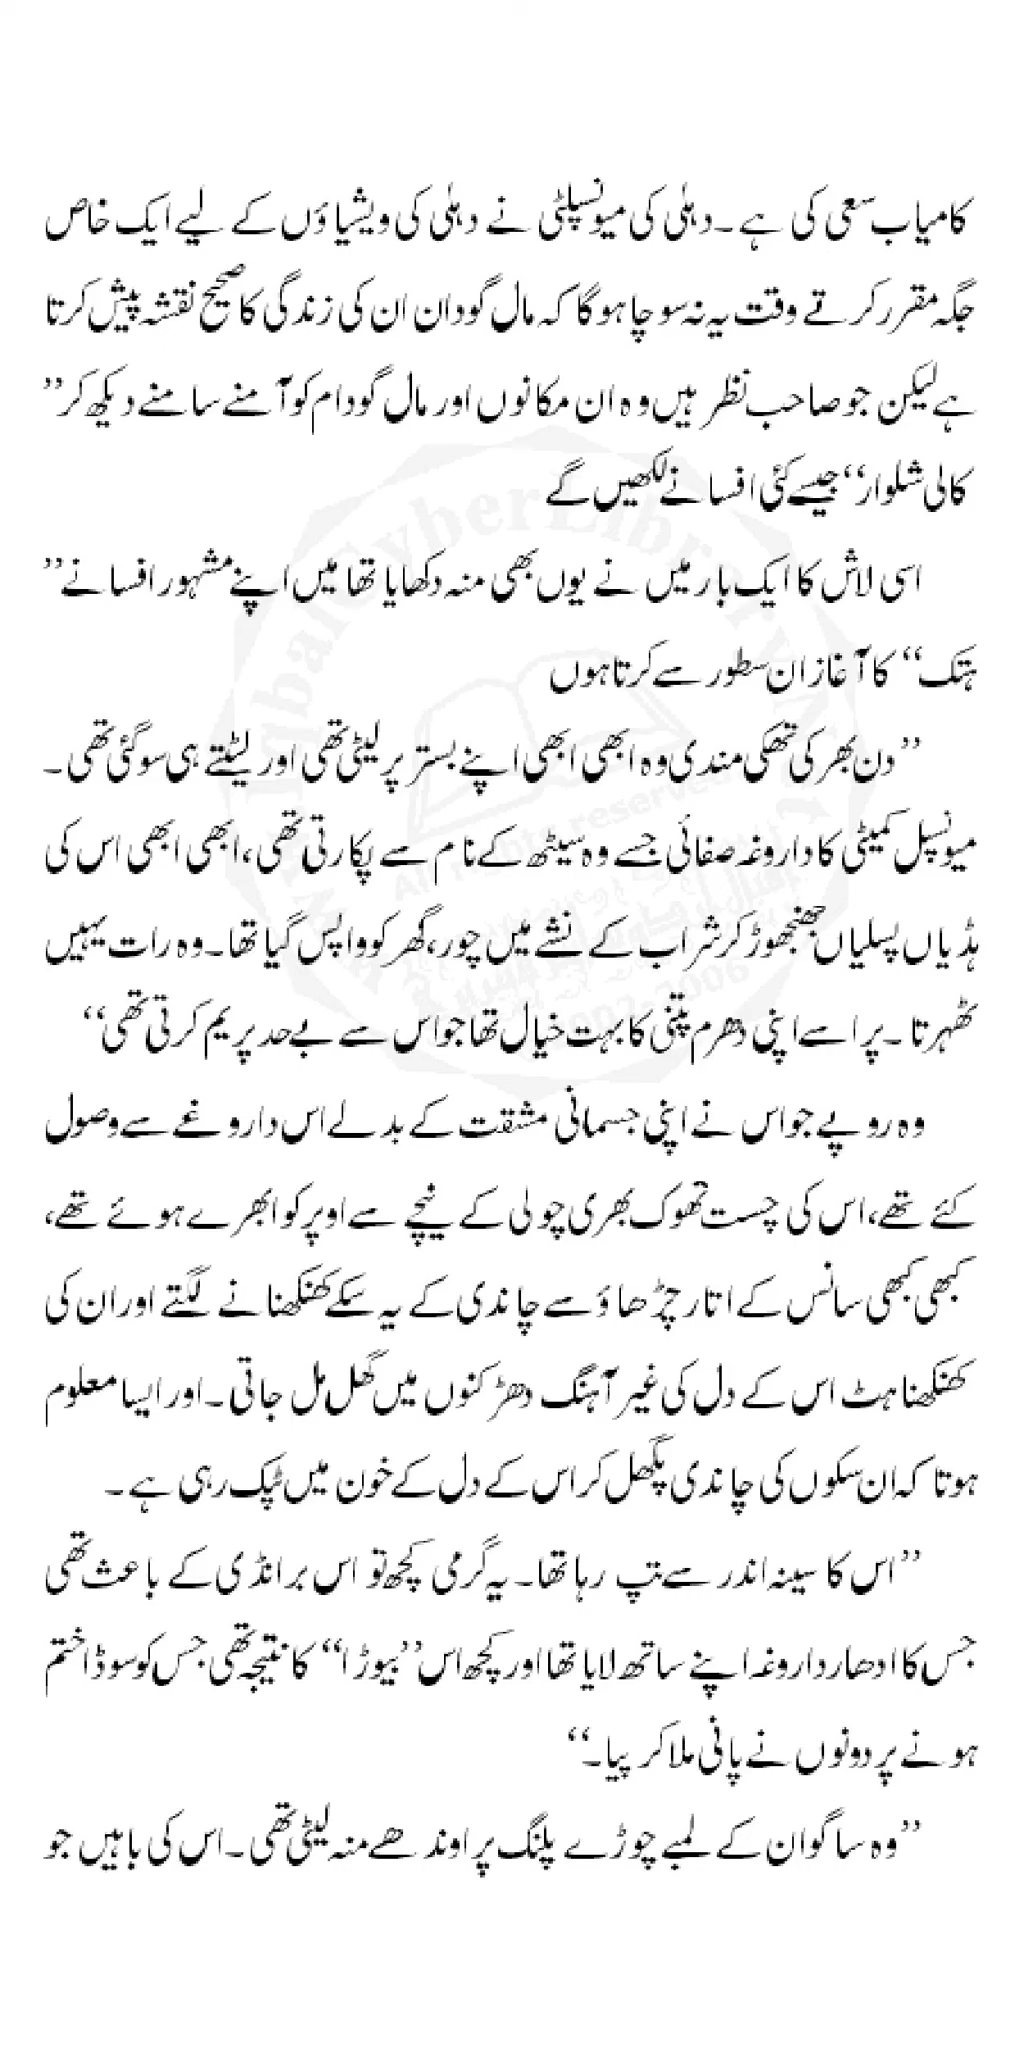 کامیاب سعی کی ہے۔ دہلی کی میونسپلٹی نے دہلی کی ویشیاؤں کے لیے ایک خاص
جگہ مقرر کرتے وقت یہ نہ سوچا ہوگا کہ مال گودان ان کی زندگی کا صحیح نقشہ پیش کرتا
ہے لیکن جو صاحب نظر ہیں وہ ان مکانوں اور مال گودام کو آمنے سامنے دیکھ کر ”
کالی شلوار“ جیسے کئی افسانے لکھیں گے
اسی لاش کا ایک بار میں نے یوں بھی منہ دکھایا تھا میں اپنے مشہور افسانے ”
ہتک“ کا آغاز ان سطور سے کرتا ہوں
”دن بھر کی تھکی ماندی وہ ابھی ابھی اپنے بستر پر لیٹی تھی اور لیٹتے ہی سو گئی تھی۔
میونسپل کمیٹی کا داروغہ صفائی جسے وہ سیٹھ کے نام سے پکارتی تھی، ابھی ابھی اس کی
ہڈیاں پسلیاں جھنجھوڑ کر شراب کے نشے میں چور، گھر کو واپس گیا تھا۔ وہ رات یہیں
ٹھہرتا۔ پر اسے اپنی دھرم پتنی کا بہت خیال تھا جو اس سے بے حد پریم کرتی تھی“
وہ روپے جو اس نے اپنی جسمانی مشقت کے بدلے اس داروغے سے وصول
کئے تھے، اس کی چست تھوک بھری چولی کے نیچے سے اوپر کو ابھرے ہوئے تھے،
کبھی کبھی سانس کے اتار چڑھاؤ سے چاندی کے یہ سکے کھنکھنانے لگتے اور ان کی
کھنکھناہٹ اس کے دل کی غیر آہنگ دھڑکنوں میں گھل مل جاتی۔ اور ایسا معلوم
ہوتا کہ ان سکوں کی چاندی پگھل کر اس کے دل کے خون میں ٹپک رہی ہے۔
”اس کا سینہ اندر سے تپ رہا تھا۔ یہ گرمی کچھ تو اس برانڈی کے باعث تھی
جس کا ادھار داروغہ اپنے ساتھ لایا تھا اور کچھ اس ”بیوڑا“ کا نتیجہ تھی جس کو سوڈا ختم
ہونے پر دونوں نے پانی ملا کر پیا۔“
”وہ ساگوان کے لمبے چوڑے پلنگ پر اوندھے منہ لیٹی تھی۔ اس کی باہیں جو